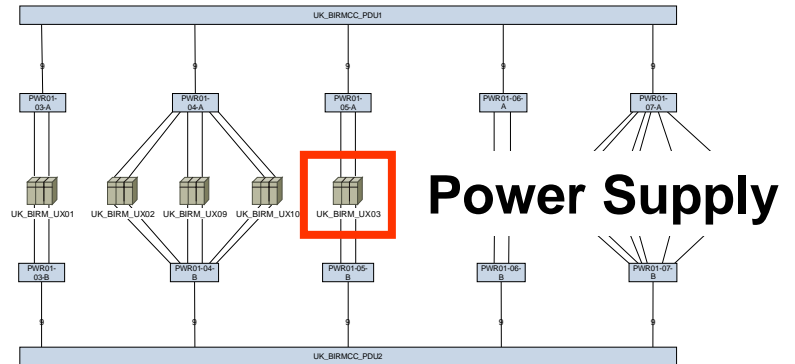 UK_BIRMCC_PDU1
9 9 9 9 9
PWR01-
03-A
PWR01-
04-A
PWR01-
05-A
PWR01-06-
A
PWR01-
07-A
Power Supply
UK_BIRM_UX01
UK_BIRM_UX02
UK_BIRM_UX09
UK_BIRM_UX10
UK_BIRM_UX03
PWR01-
03-B
PWR01-04-
B
PWR01-05-
B
PWR01-06-
B
PWR01-07-
B
9 9 9 9 9
UK_BIRMCC_PDU2